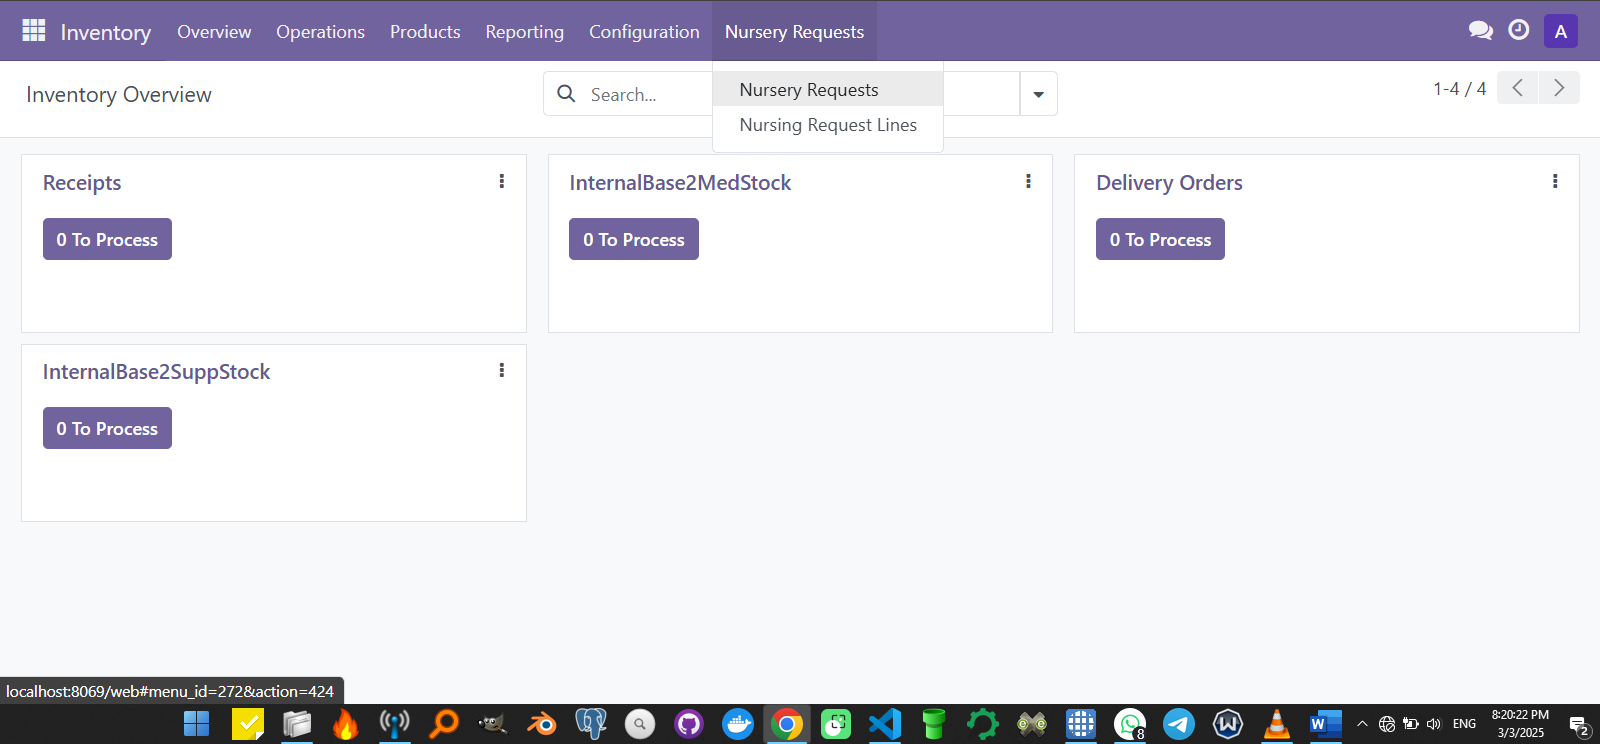 Inventory Overview Operations Products Reporting Configuration Nursery Requests A
Inventory Overview
Search...
1-4 / 4
Nursery Requests
Nursing Request Lines
Receipts
0 To Process
InternalBase2MedStock
0 To Process
Delivery Orders
0 To Process
InternalBase2SuppStock
0 To Process
localhost:8069/web#menu_id=272&action=424
8
W
W
ENG
8:20:22 PM
3/3/2025
2